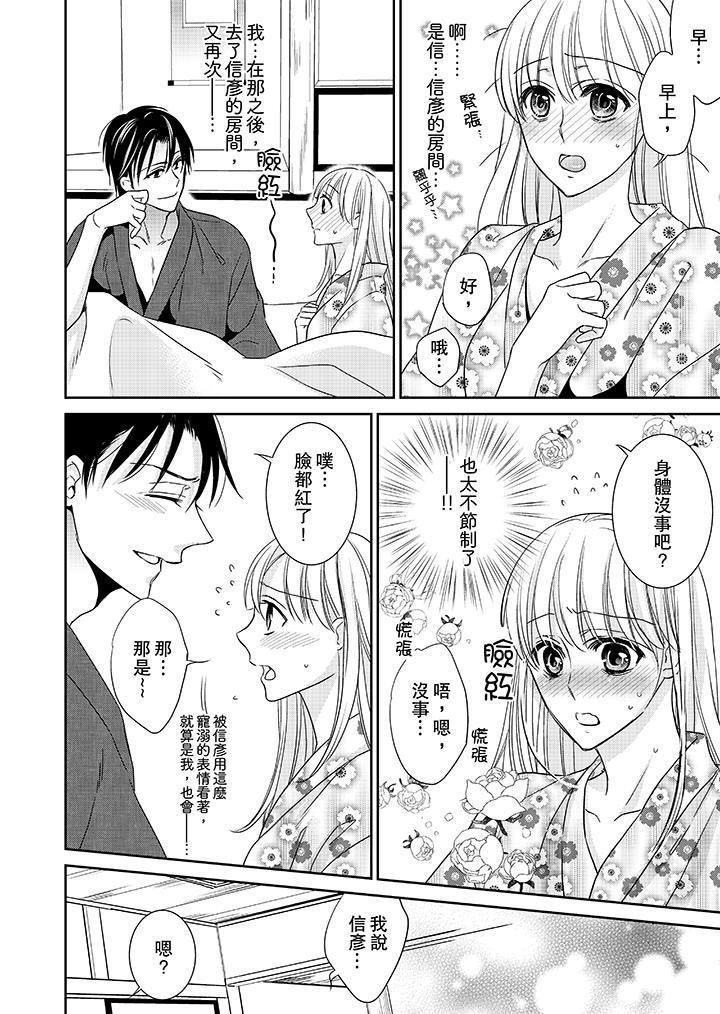 早…
早上，
啊……
是信…信彥的房間…
緊張…
飄乎乎…
好，
哦…
我…在那之後，
去了信彥的房間，
又再次——…
臉紅
身體沒事吧？
也太不節制了
——!!
臉紅
慌張~
慌張
唔，嗯，
沒事…
噗…
臉都紅了！
那…
那是~~
被信彥用這麼
寵溺的表情看著，
就算是我，也會——…
我說
信彥…
嗯？